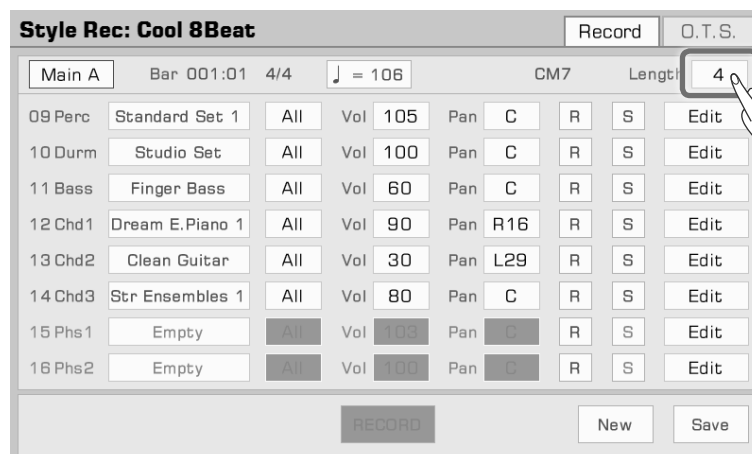 Style Rec: Cool 8Beat Record O.T.S.
Main A Bar 001:01 4/4 ♩ = 106 CM7 Length 4
09 Perc Standard Set 1 All Vol 105 Pan C R S Edit
10 Durm Studio Set All Vol 100 Pan C R S Edit
11 Bass Finger Bass All Vol 60 Pan C R S Edit
12 Chd1 Dream E.Piano 1 All Vol 90 Pan R16 R S Edit
13 Chd2 Clean Guitar All Vol 30 Pan L29 R S Edit
14 Chd3 Str Ensembles 1 All Vol 80 Pan C R S Edit
15 Phs1 Empty All Vol 103 Pan C R S Edit
16 Phs2 Empty All Vol 100 Pan C R S Edit
RECORD New Save